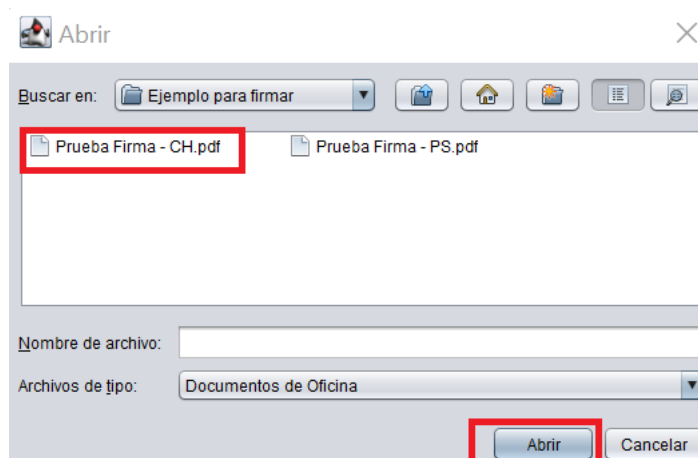 Abrir
Buscar en: Ejemplo para firmar
Prueba Firma - CH.pdf Prueba Firma - PS.pdf
Nombre de archivo:
Archivos de tipo: Documentos de Oficina
Abrir Cancelar